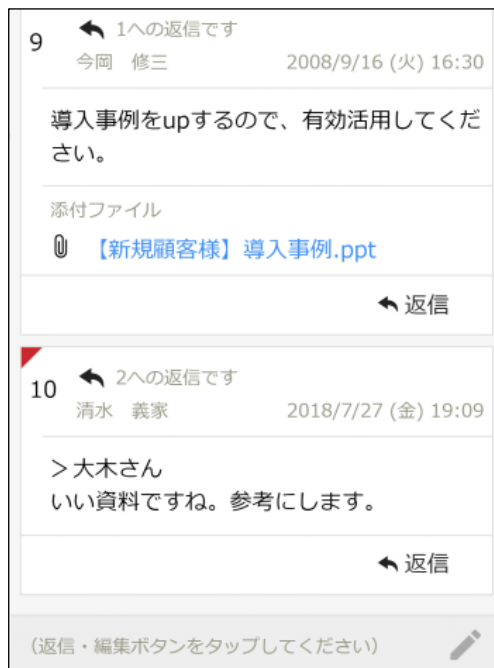 9
1への返信です
今岡 修三 2008/9/16 (火) 16:30
導入事例をupするので、有効活用してくだ
さい。
添付ファイル
【新規顧客様】導入事例.ppt
返信
10
2への返信です
清水 義家 2018/7/27 (金) 19:09
＞大木さん
いい資料ですね。参考にします。
返信
(返信・編集ボタンをタップしてください)